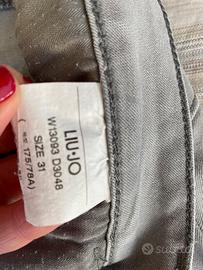 LIU·JO
W13093 D3048
SIZE 31
175/78A)
subito